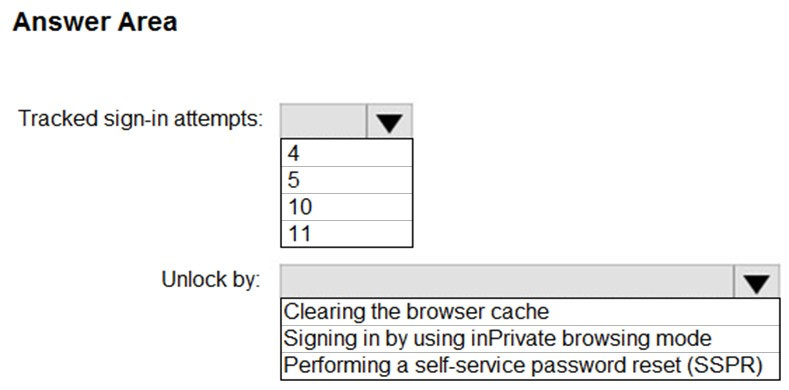 Answer Area
Tracked sign-in attempts:
4
5
10
11
Unlock by:
Clearing the browser cache
Signing in by using inPrivate browsing mode
Performing a self-service password reset (SSPR)